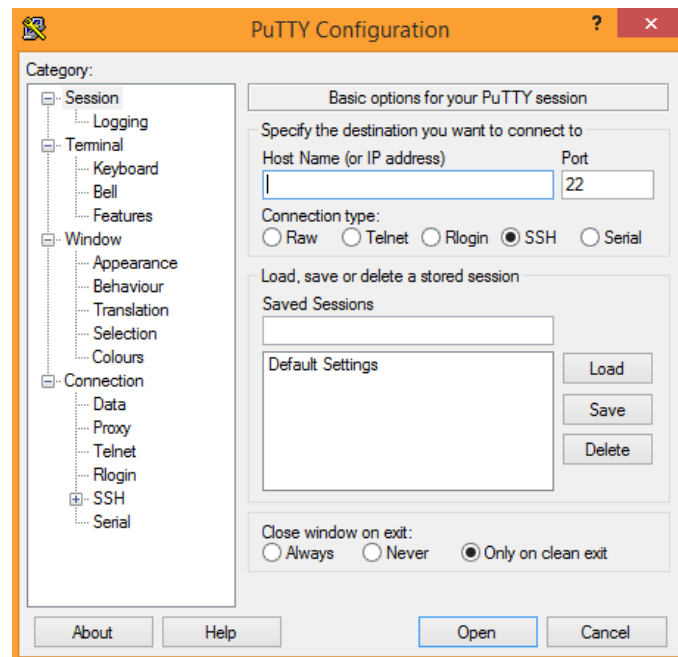 PuTTY Configuration
?
×
Category:
Session
Logging
Terminal
Keyboard
Bell
Features
Window
Appearance
Behaviour
Translation
Selection
Colours
Connection
Data
Proxy
Telnet
Rlogin
SSH
Serial
Basic options for your PuTTY session
Specify the destination you want to connect to
Host Name (or IP address) Port
22
Connection type:
Raw Telnet Rlogin SSH Serial
Load, save or delete a stored session
Saved Sessions
Default Settings
Load
Save
Delete
Close window on exit:
Always Never Only on clean exit
About Help Open Cancel